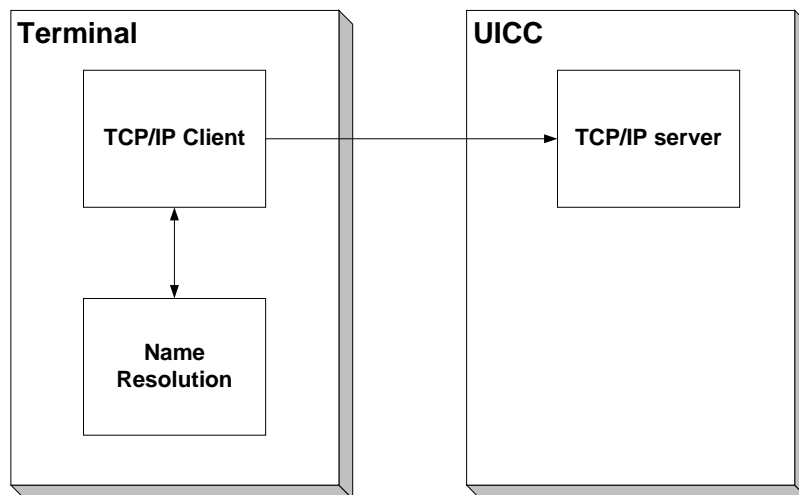 Terminal
UICC
TCP/IP Client
TCP/IP server
Name
Resolution